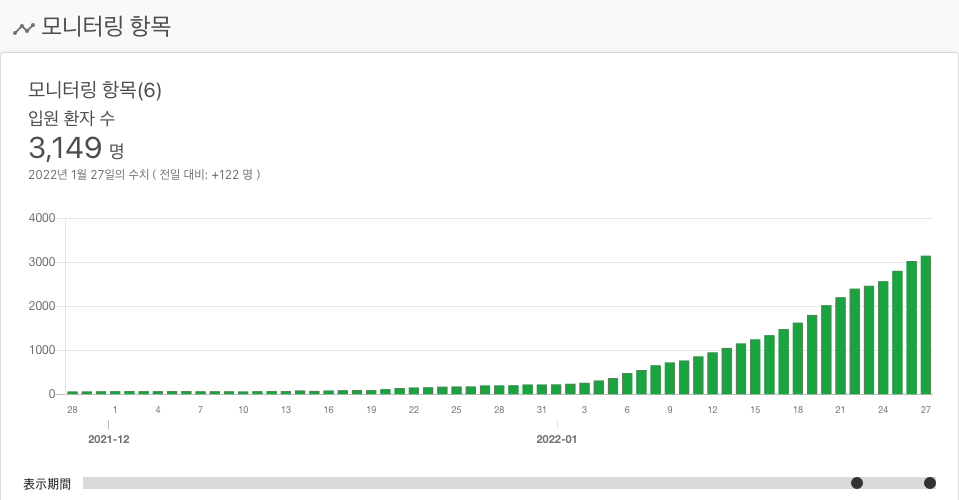 모니터링 항목
모니터링 항목(6)
입원 환자 수
3,149 명
2022년 1월 27일의 수치 ( 전일 대비: +122 명 )
4000
3000
2000
1000
0
28 1 4 7 10 13 16 19 22 25 28 31 3 6 9 12 15 18 21 24 27
2021-12 2022-01
表示期間